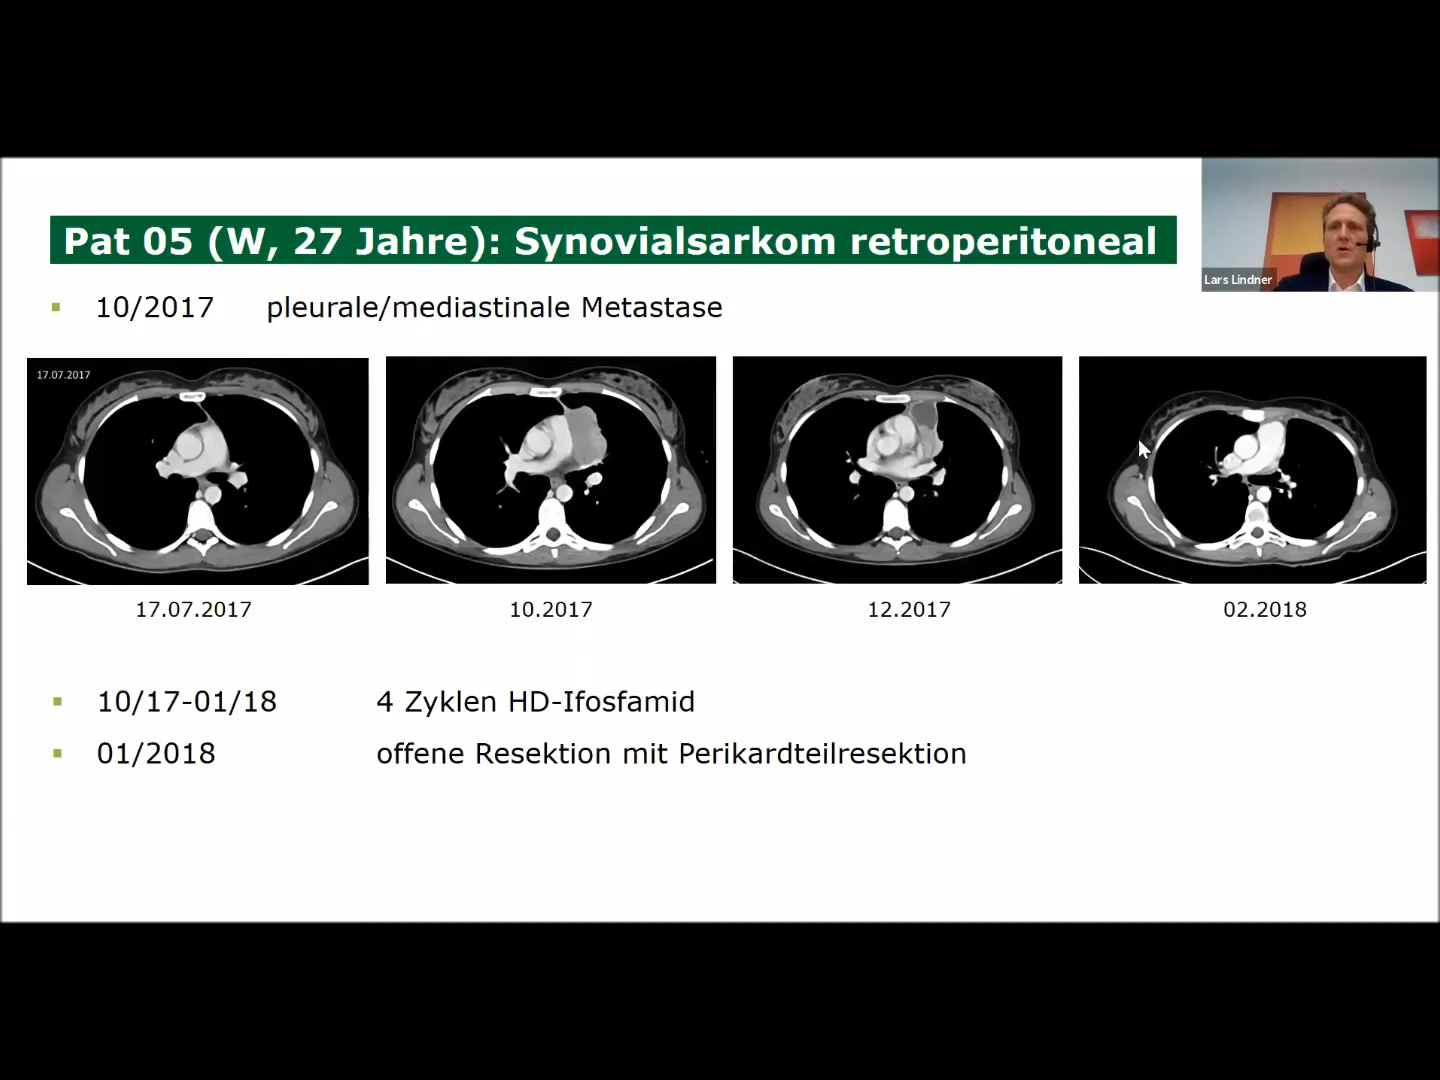 Pat 05 (W, 27 Jahre): Synovialsarkom retroperitoneal
Lars Lindner
10/2017 pleurale/mediastinale Metastase
17.07.2017
17.07.2017 10.2017 12.2017 02.2018
10/17-01/18 4 Zyklen HD-Ifosfamid
01/2018 offene Resektion mit Perikardteilresektion